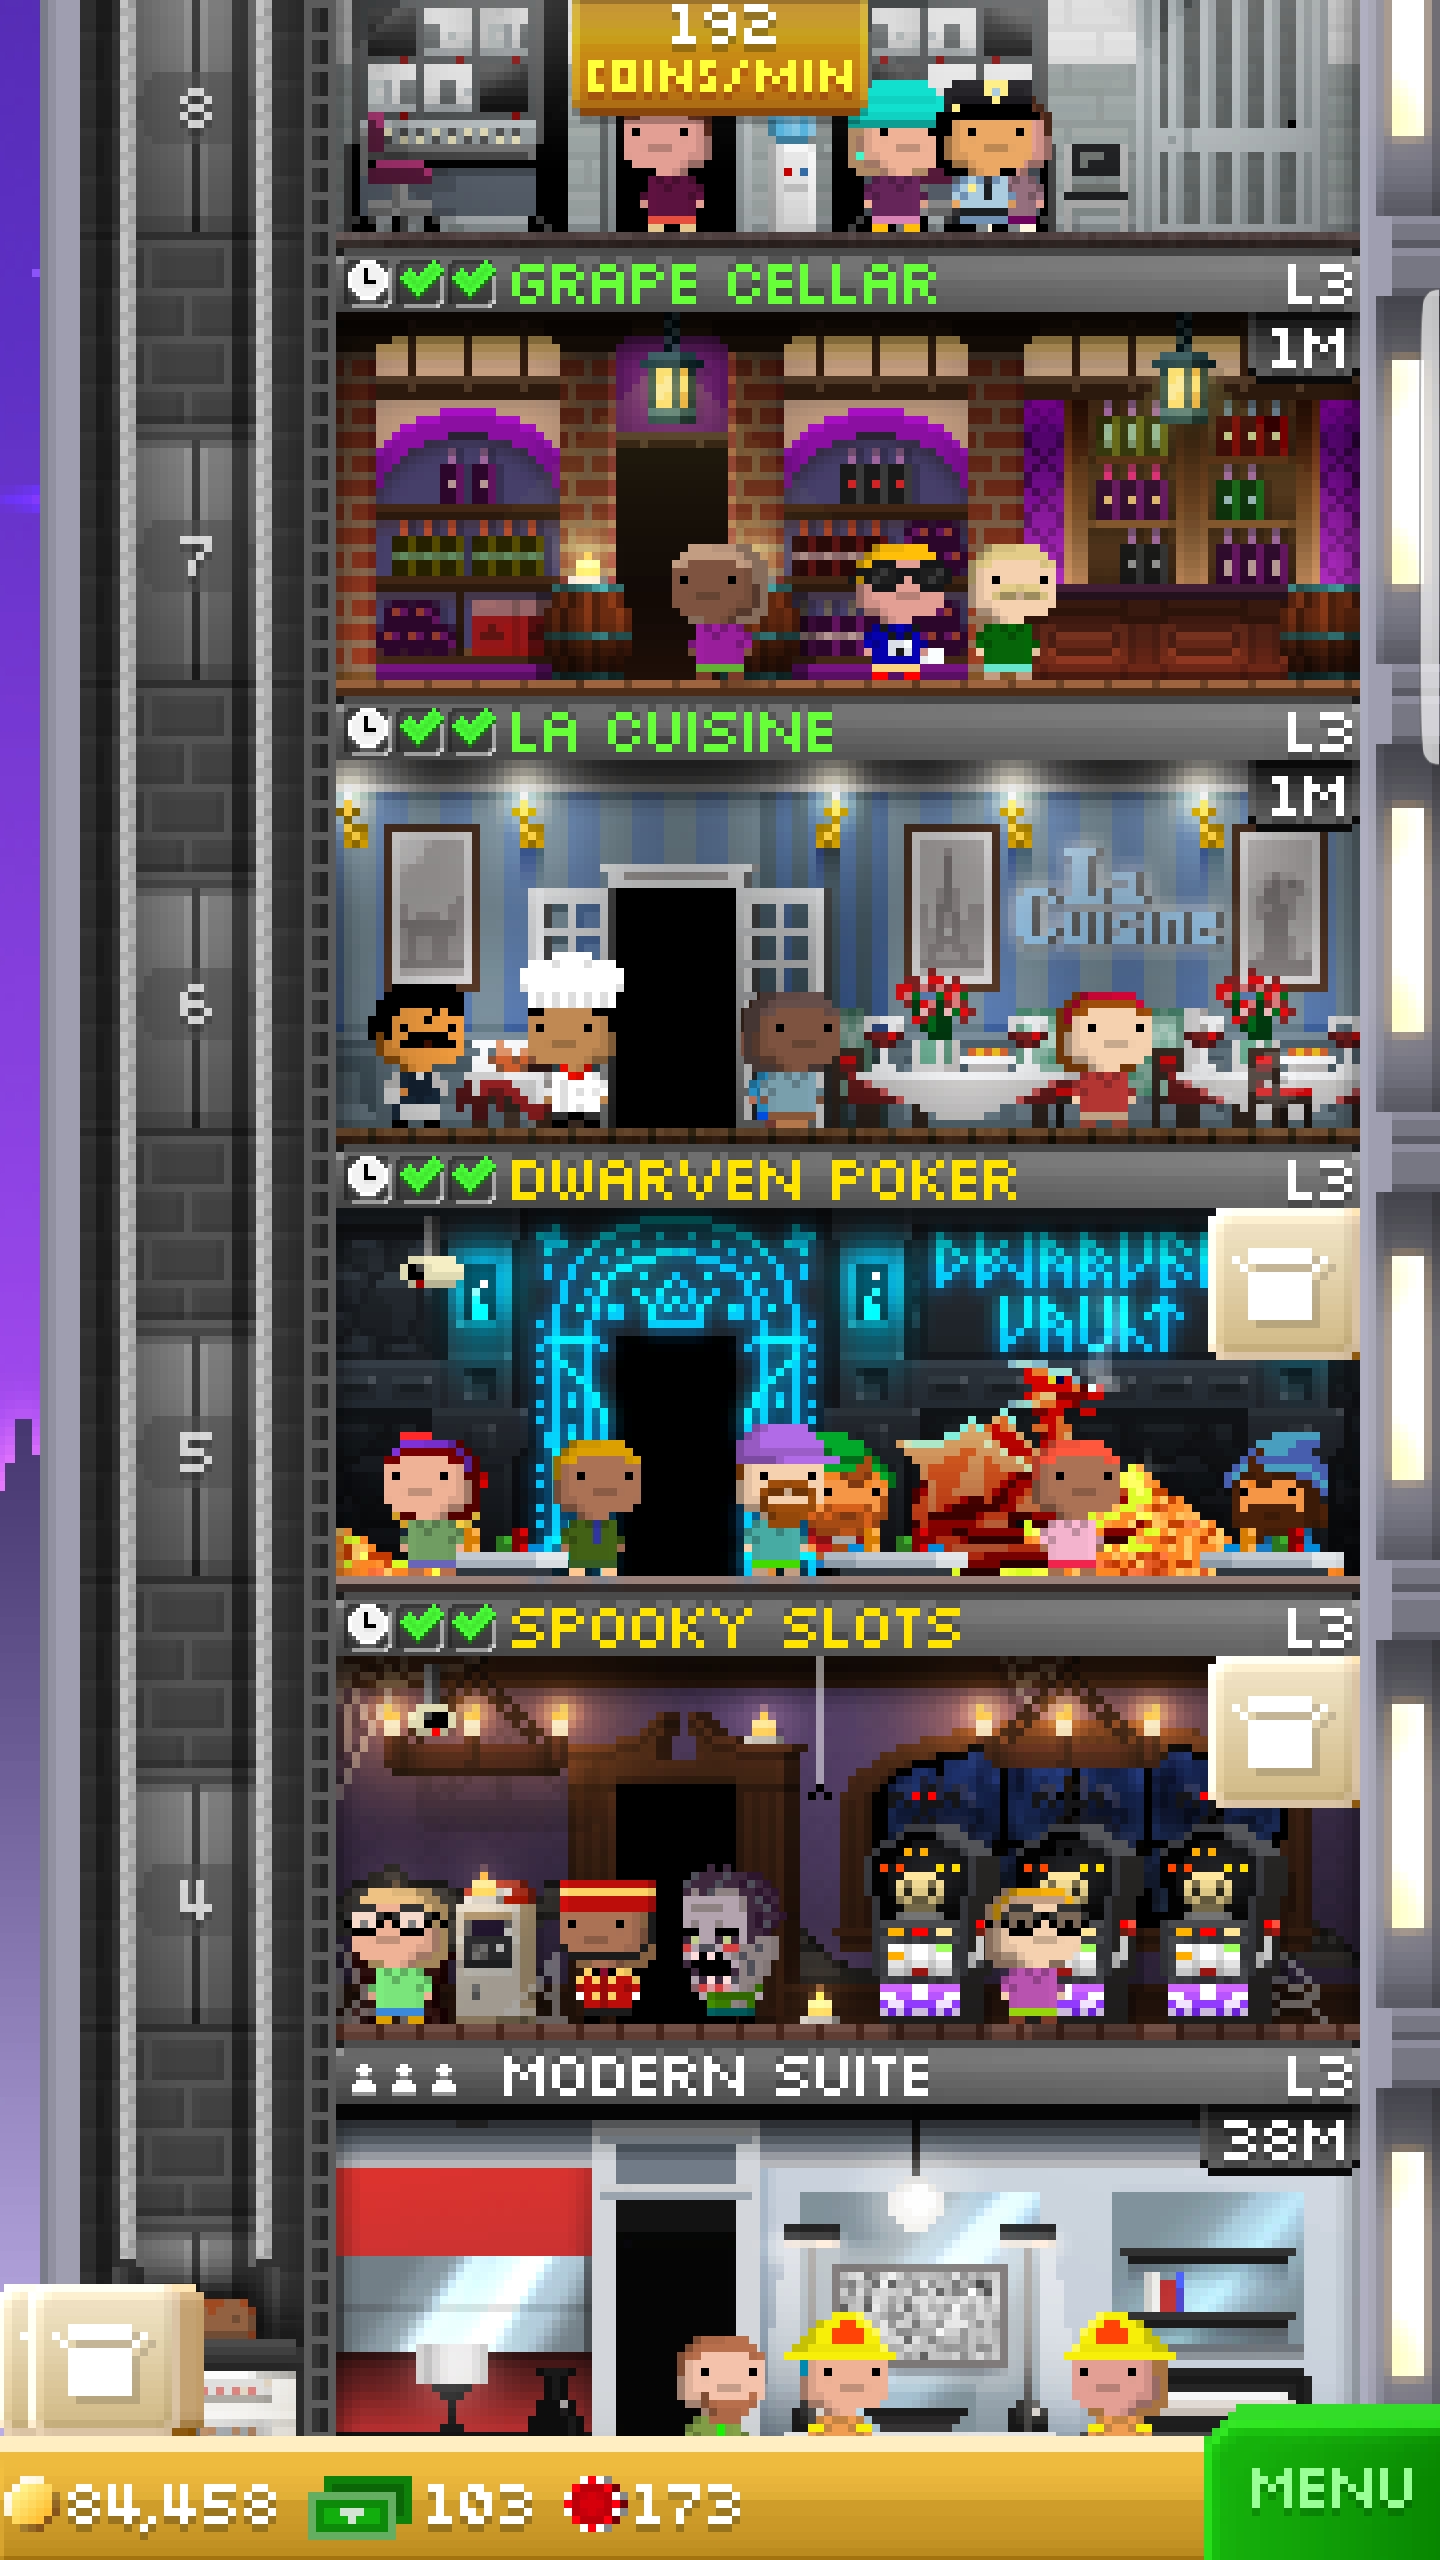 192
COINS/MIN
8
GRAPE CELLAR L3
1M
7
LA CUISINE L3
1M
La
Cuisine
6
DWARVEN POKER L3
DWARVEN
VAULT
5
SPOOKY SLOTS L3
4
MODERN SUITE L3
38M
84,458 103 173
MENU